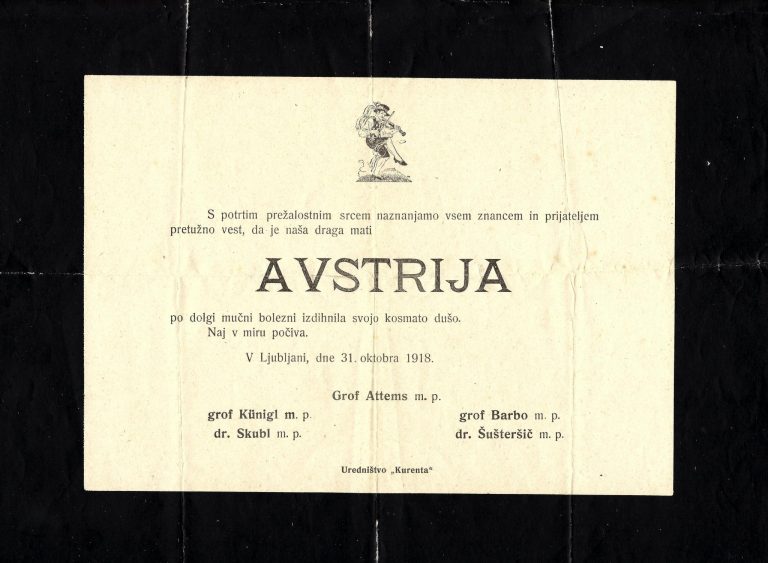 S potrtim prežalostnim srcem naznanjamo vsem znancem in prijateljem
pretužno vest, da je naša draga mati
AVSTRIJA
po dolgi mučni bolezni izdihnila svojo kosmato dušo.
Naj v miru počiva.
V Ljubljani, dne 31. oktobra 1918.
Grof Attems m. p.
grof Künigl m. p. grof Barbo m. p.
dr. Skubl m. p. dr. Šušteršič m. p.
Uredništvo „Kurenta“